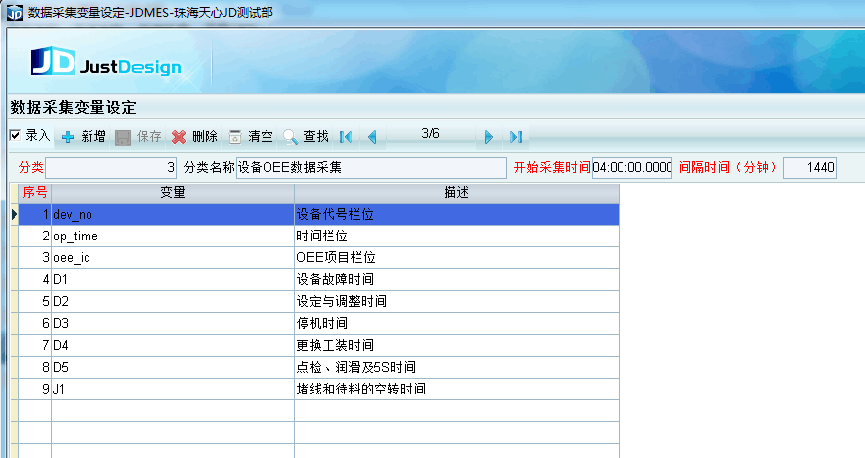 数据采集变量设定-JDMES-珠海天心JD测试部
JD JustDesign
数据采集变量设定
录入 新增 保存 删除 清空 查找 3/6
分类 3 分类名称 设备OEE数据采集 开始采集时间 04:00:00.0000 间隔时间（分钟） 1440
序号 变量 描述
1 dev_no 设备代号栏位
2 op_time 时间栏位
3 oee_ic OEE项目栏位
4 D1 设备故障时间
5 D2 设定与调整时间
6 D3 停机时间
7 D4 更换工装时间
8 D5 点检、润滑及5S时间
9 J1 堵线和待料的空转时间